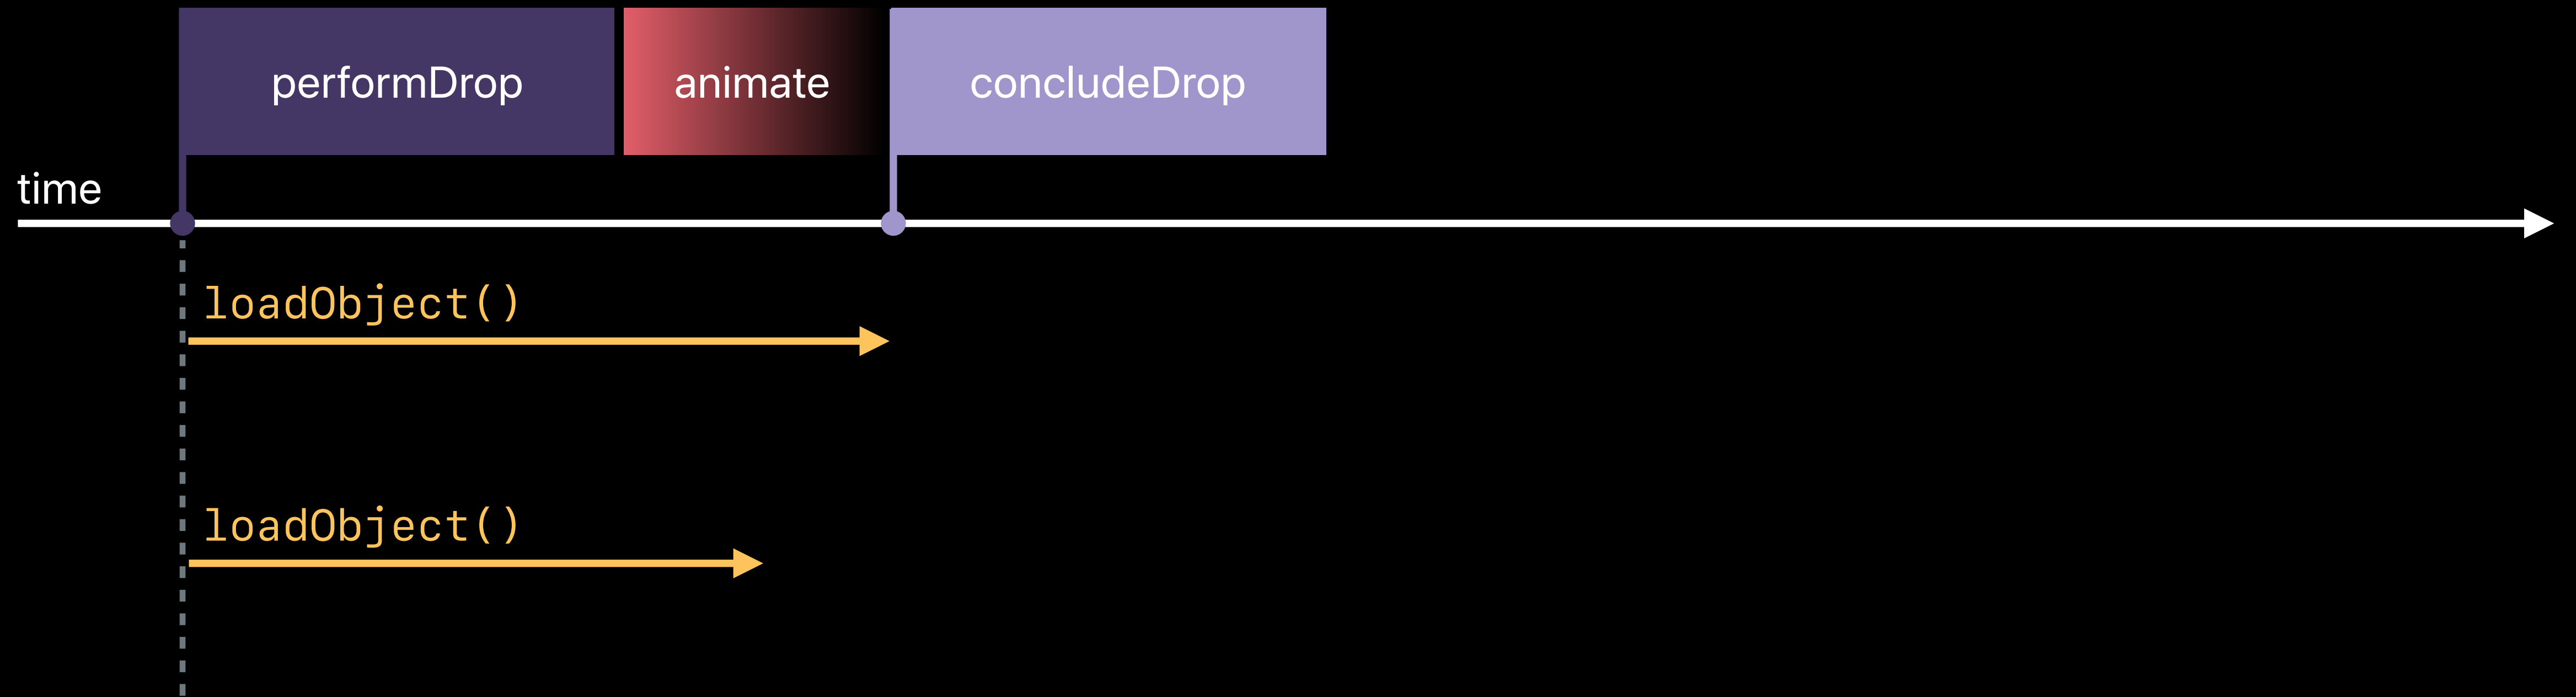 performDrop
animate
concludeDrop
time
loadObject()
loadObject()